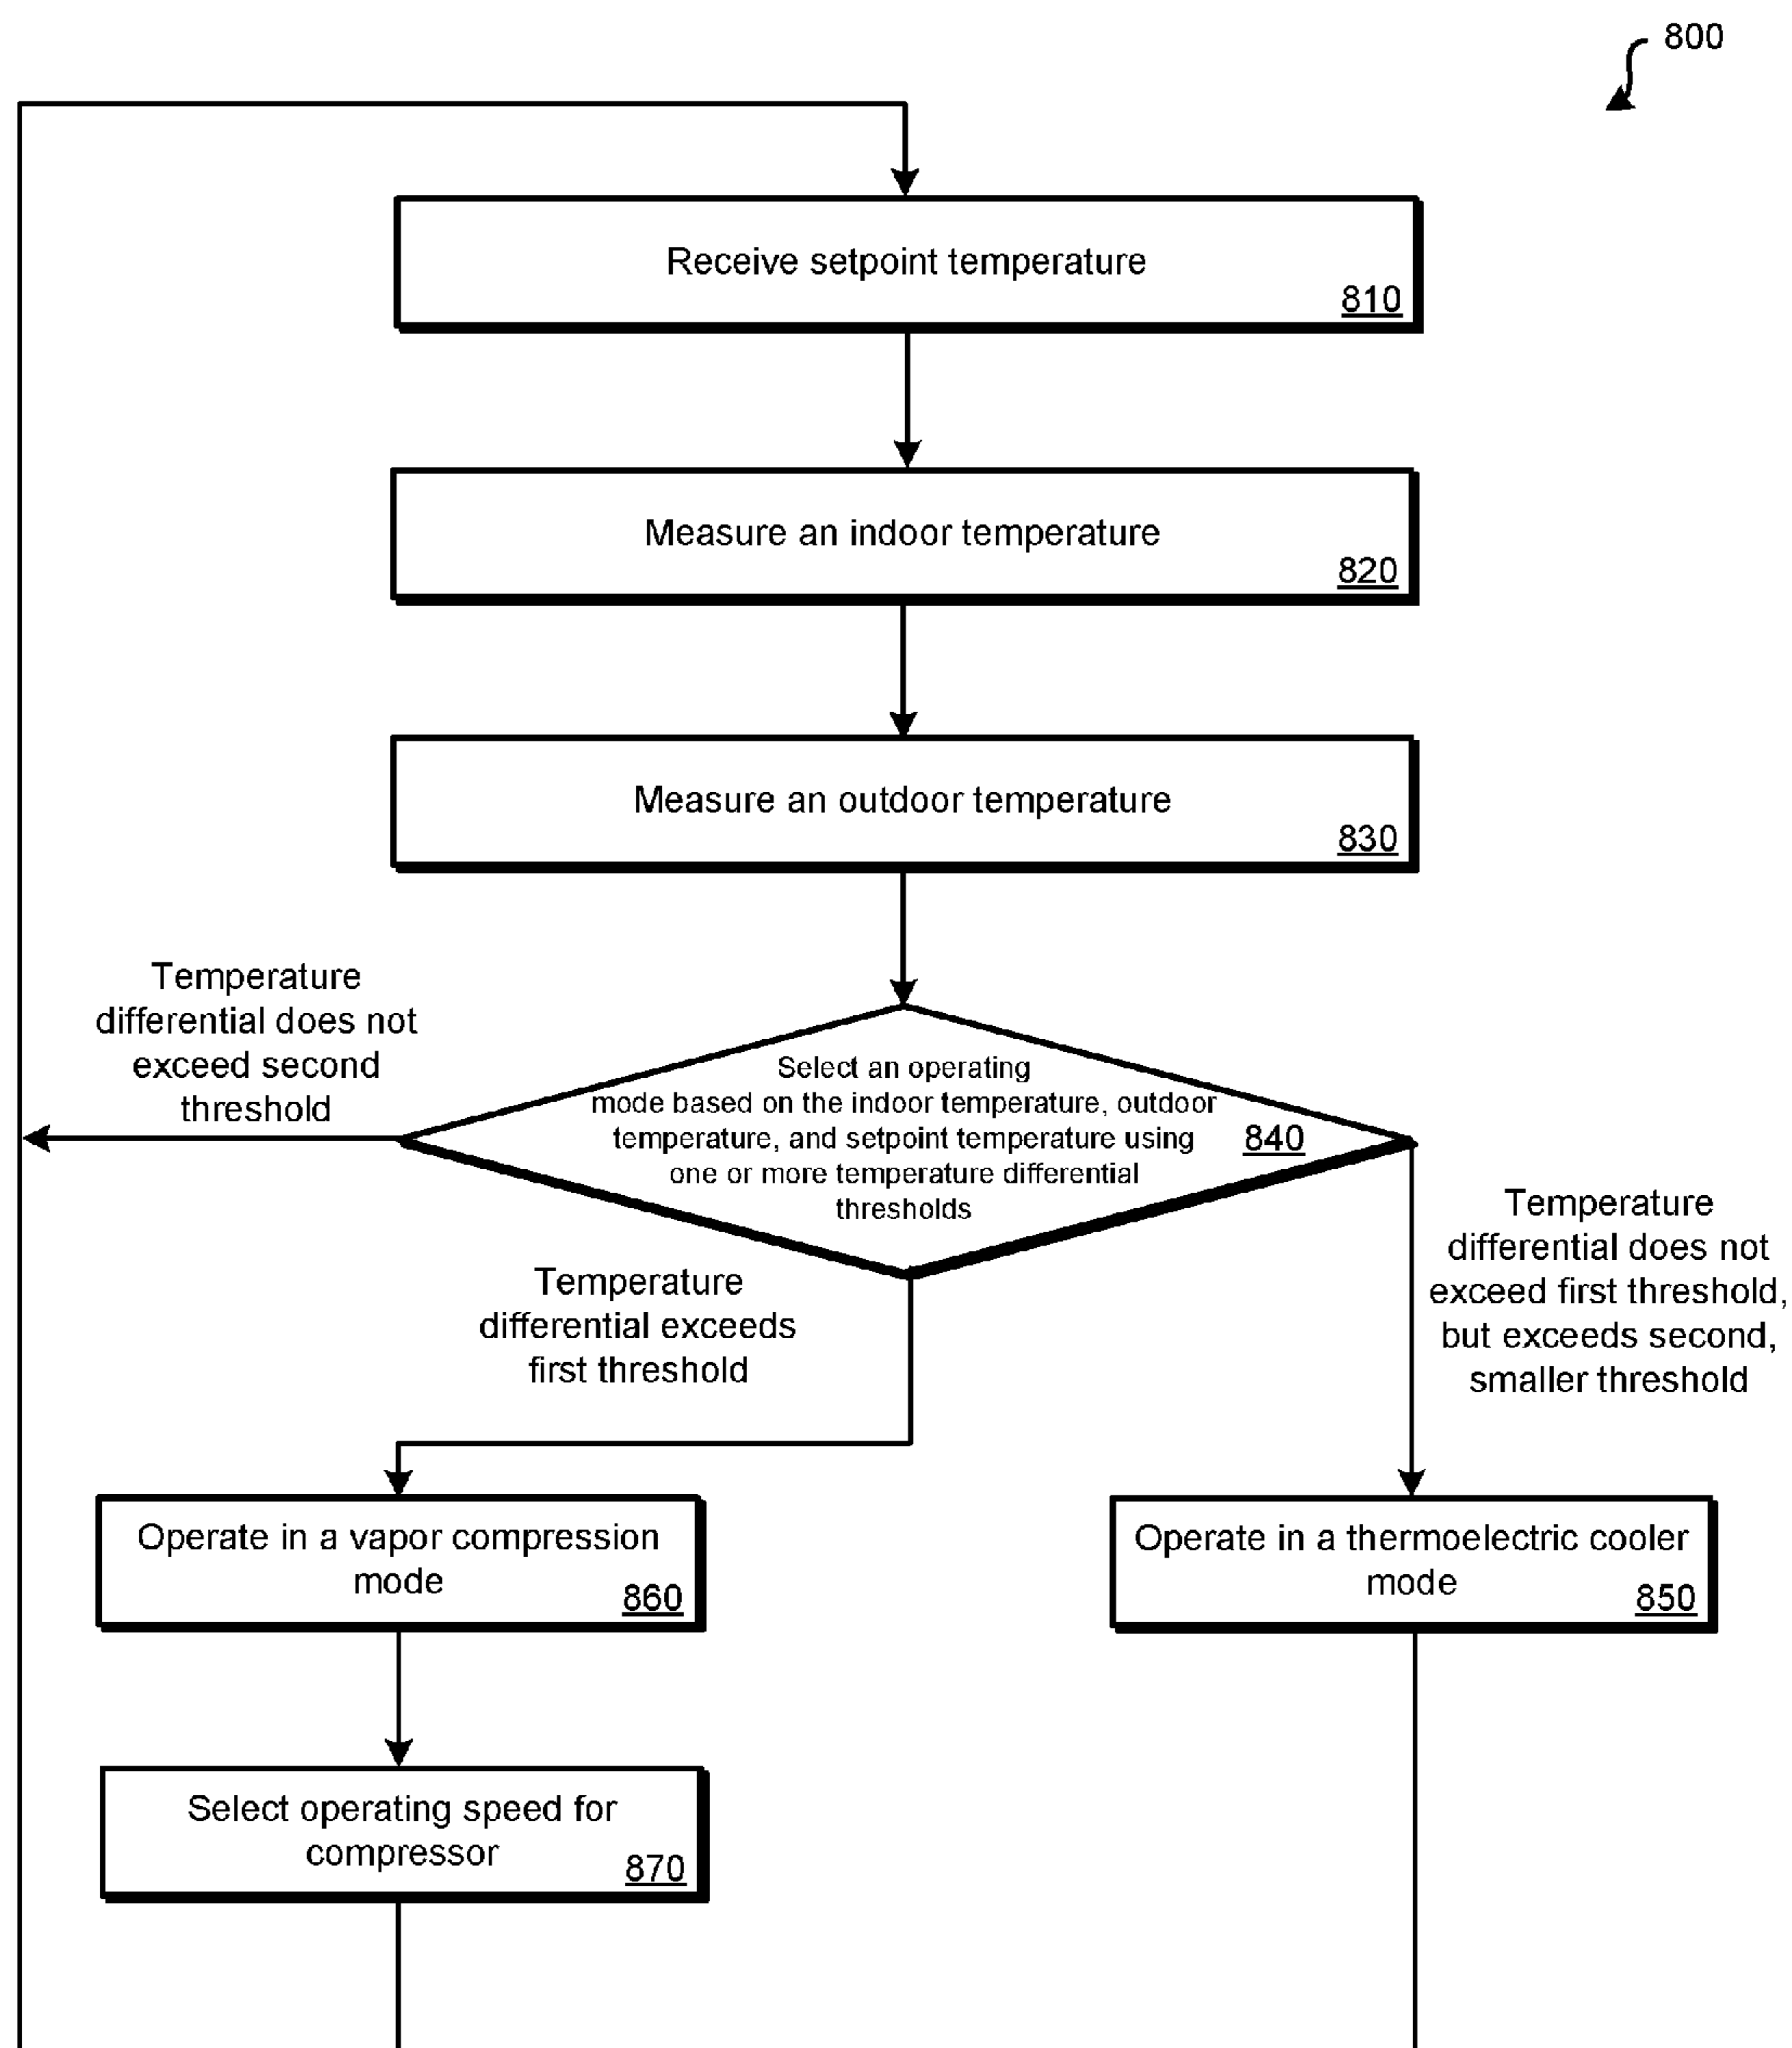 800
Receive setpoint temperature
810
Measure an indoor temperature
820
Measure an outdoor temperature
830
Temperature
differential does not
exceed second
threshold
Select an operating
mode based on the indoor temperature, outdoor
temperature, and setpoint temperature using
one or more temperature differential
thresholds
840
Temperature
differential exceeds
first threshold
Temperature
differential does not
exceed first threshold,
but exceeds second,
smaller threshold
Operate in a vapor compression
mode
860
Operate in a thermoelectric cooler
mode
850
Select operating speed for
compressor
870